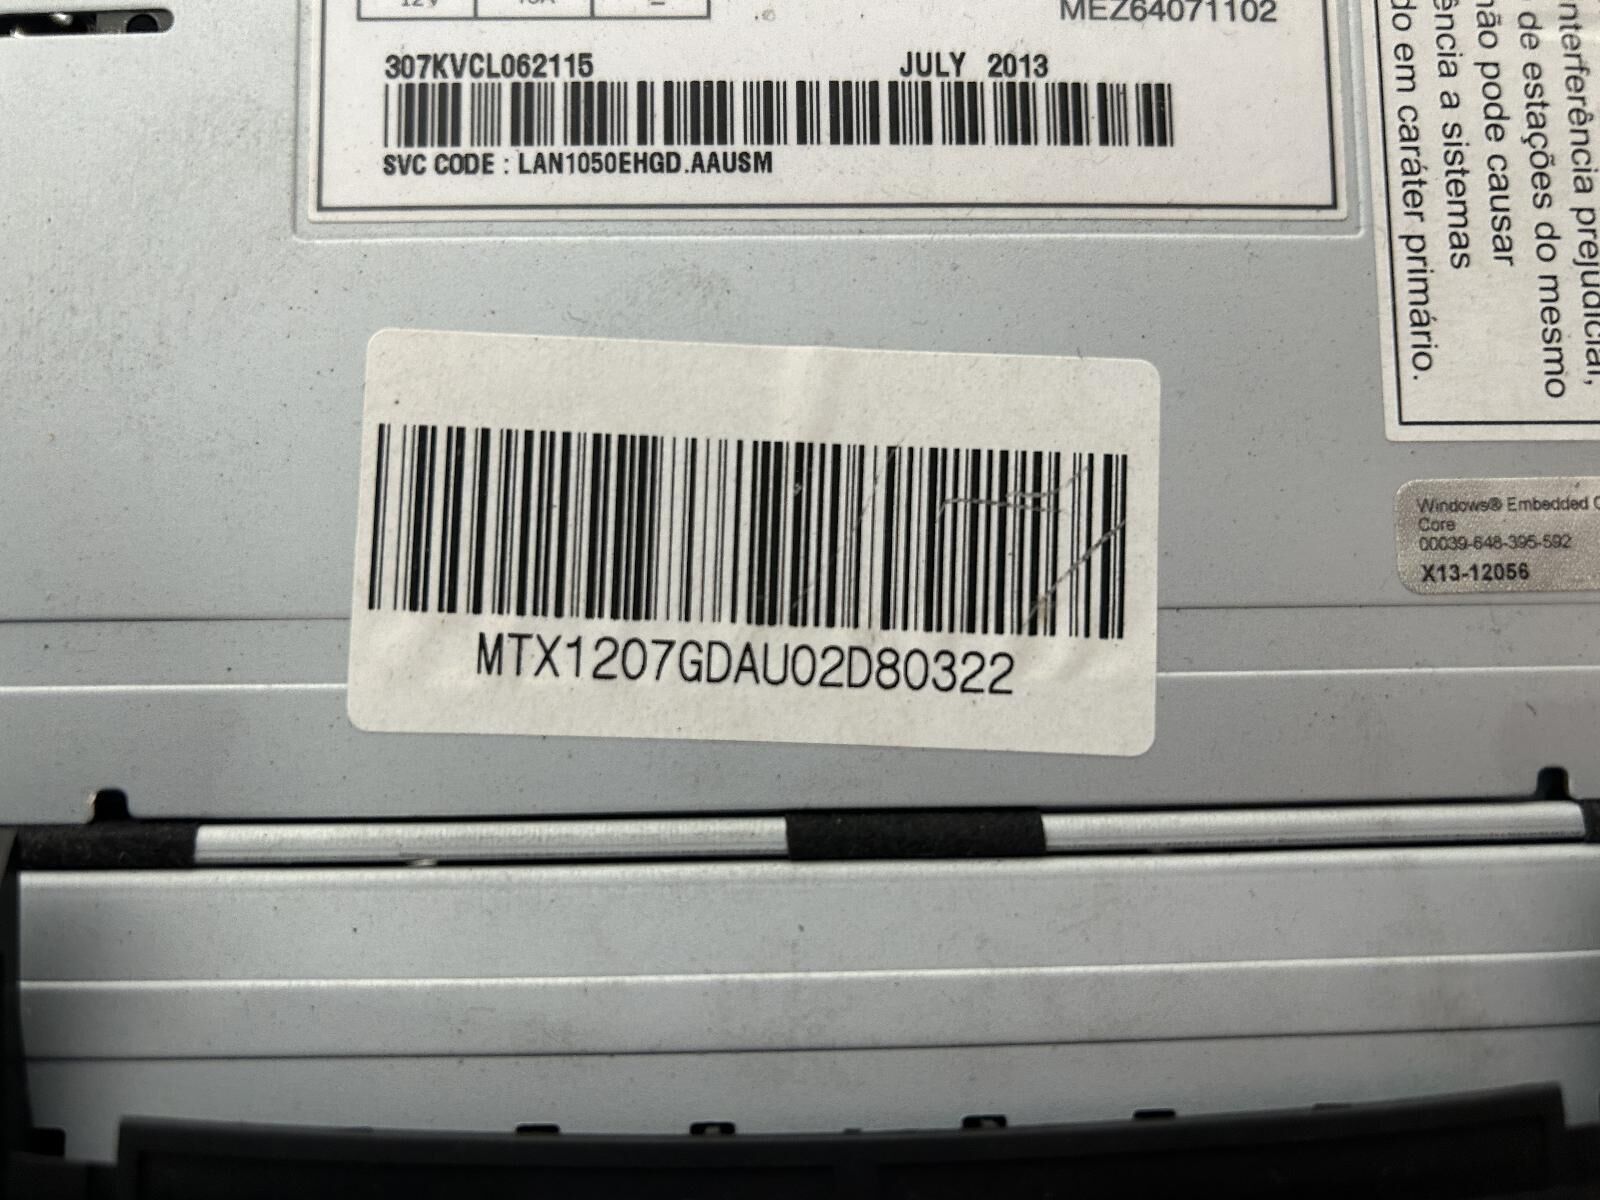 MEZ64071102
307KVCL062115 JULY 2013
SVC CODE : LAN1050EHGD.AAUSM
nterferência prejudicial,
de estações do mesmo
não pode causar
ência a sistemas
do em caráter primário.
MTX1207GDAU02D80322
Windows® Embedded C
Core
00039-648-395-592
X13-12056